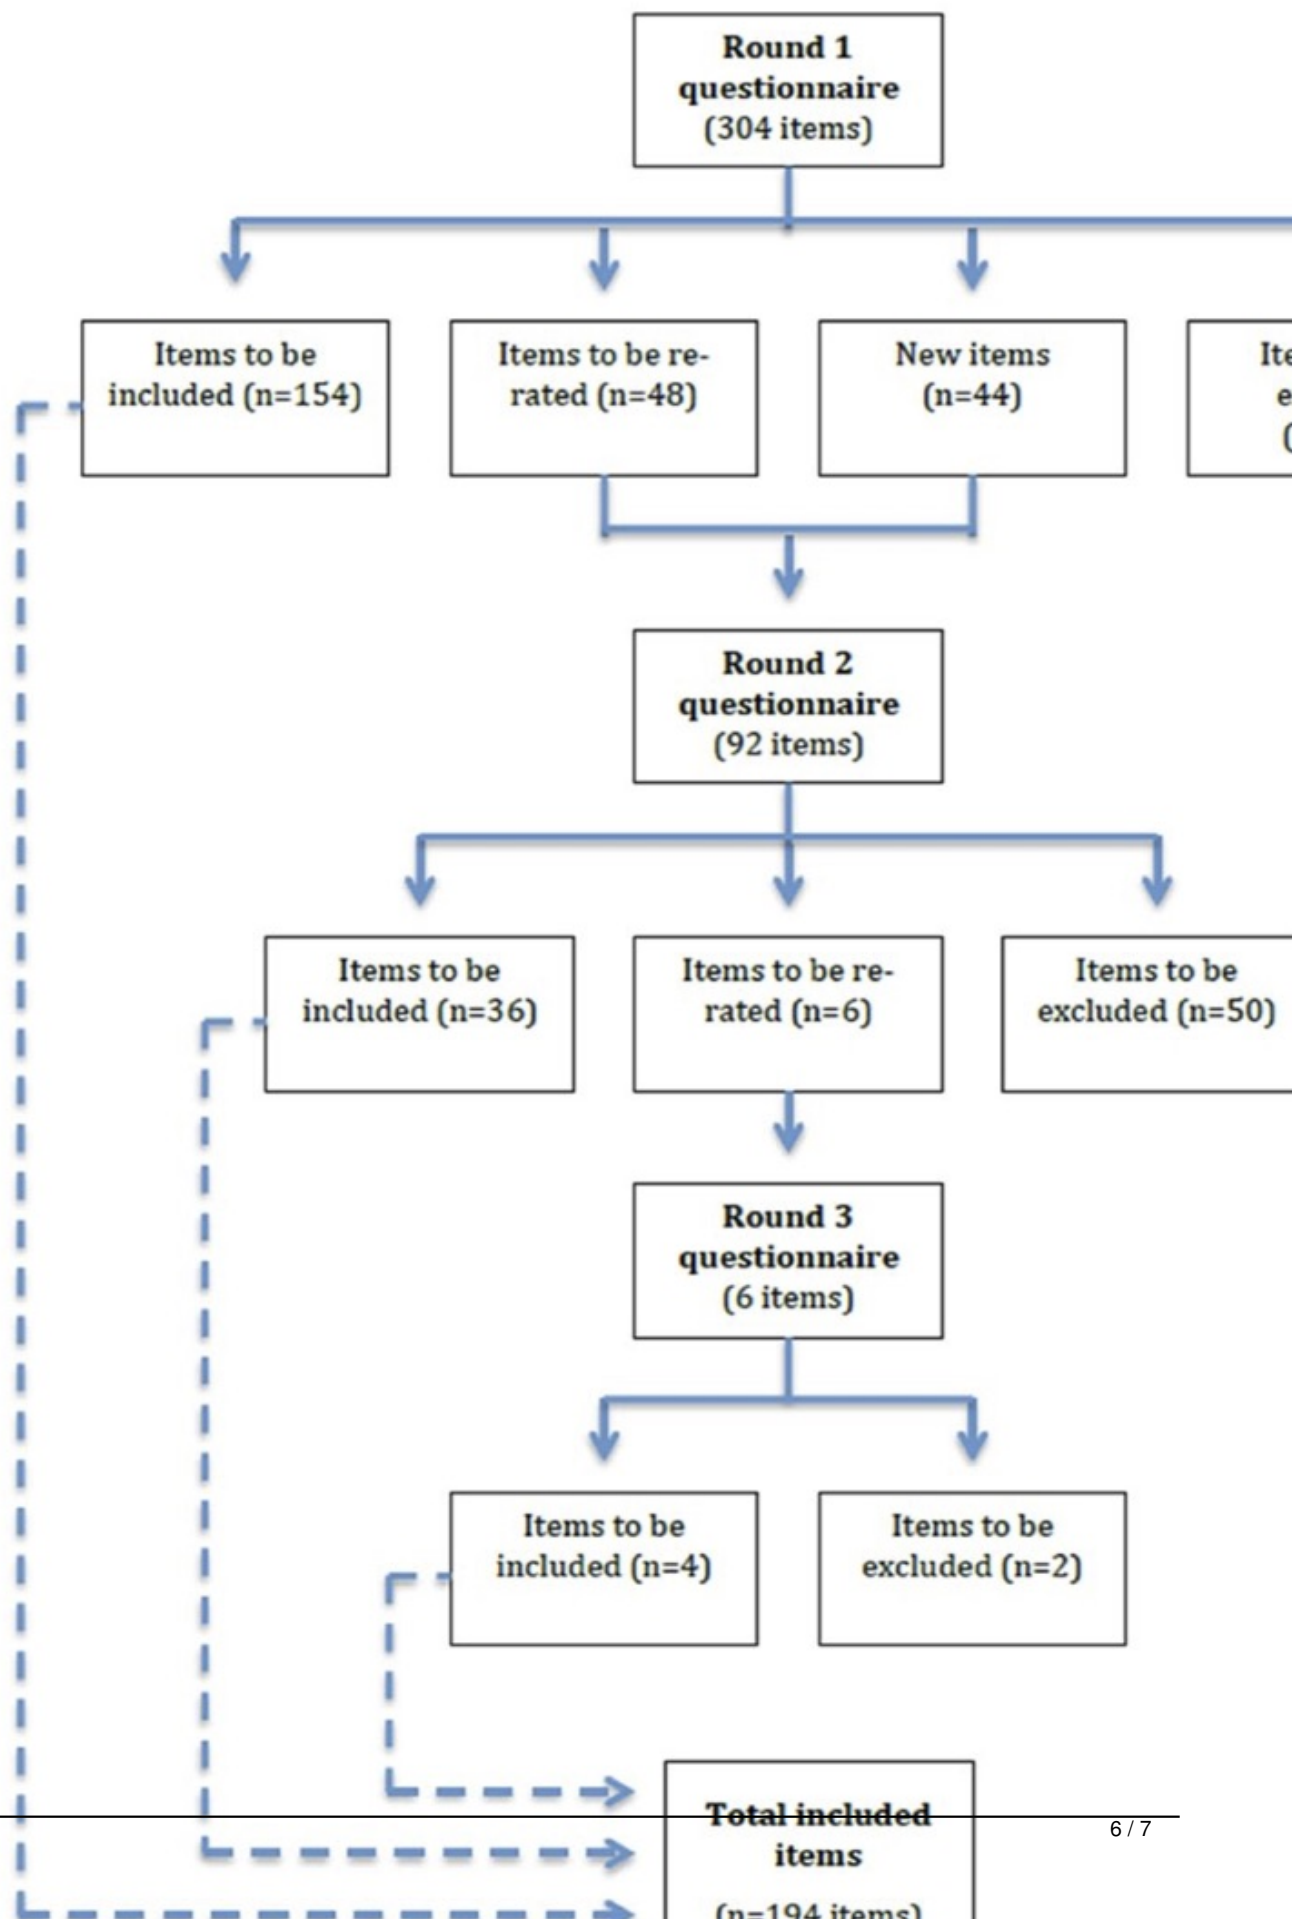 Round 1
questionnaire
(304 items)
Items to be
included (n=154)
Items to be re-
rated (n=48)
New items
(n=44)
Round 2
questionnaire
(92 items)
Items to be
included (n=36)
Items to be re-
rated (n=6)
Items to be
excluded (n=50)
Round 3
questionnaire
(6 items)
Items to be
included (n=4)
Items to be
excluded (n=2)
Total included
items
(n=194 items)
6 / 7